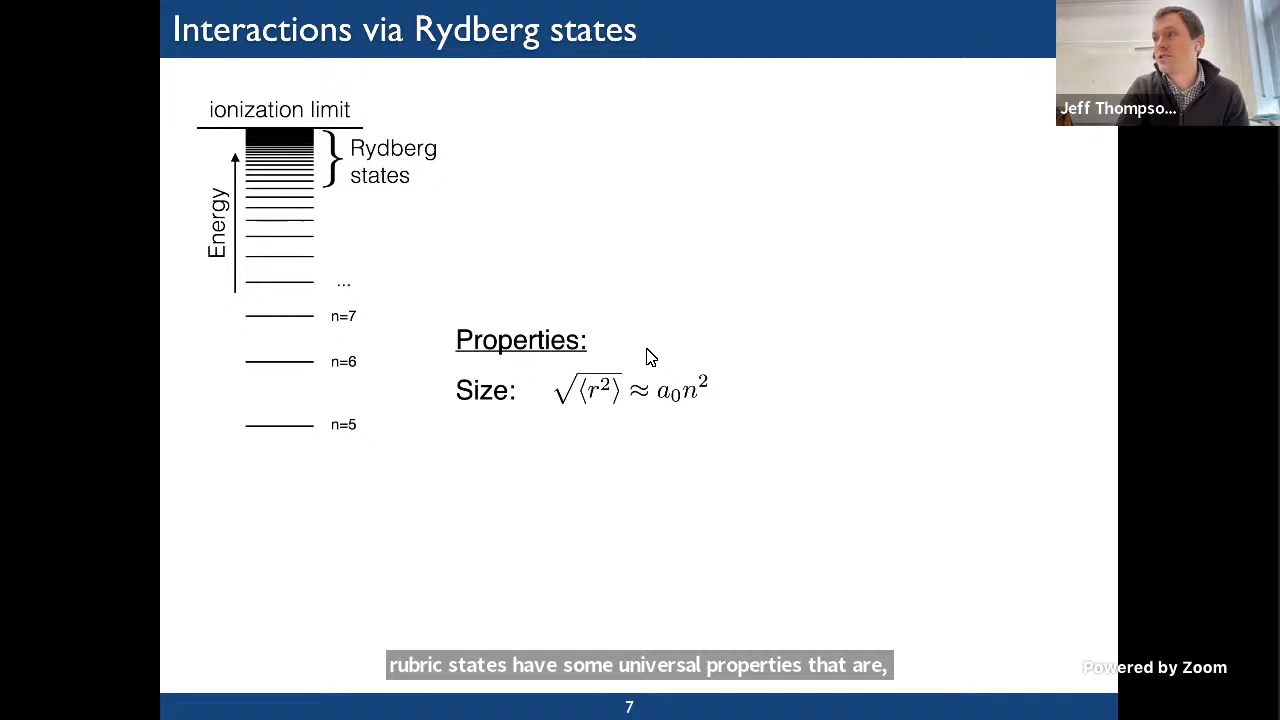 Interactions via Rydberg states
Jeff Thompso...
ionization limit
Rydberg
states
Energy
...
n=7
n=6
n=5
Properties:
Size: √⟨r²⟩ ≈ a₀n²
rubric states have some universal properties that are,
Powered by Zoom
7